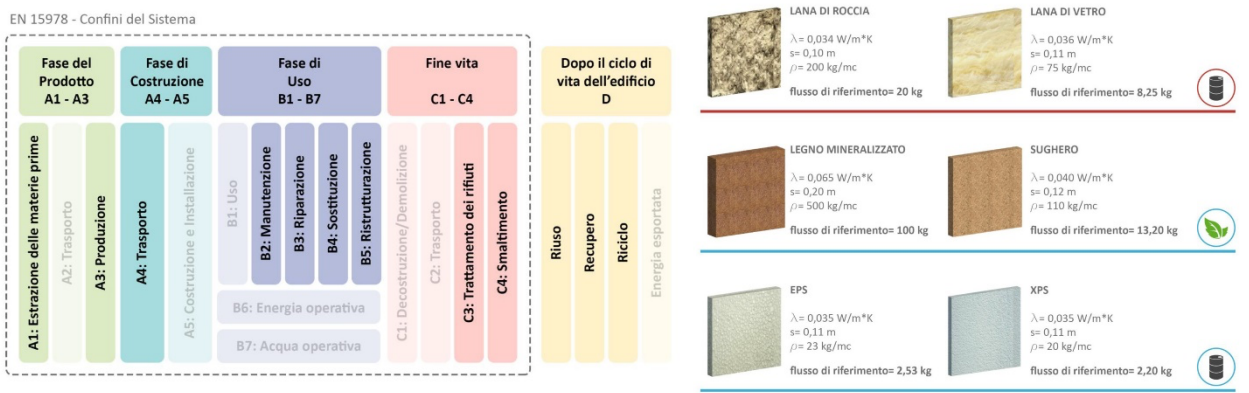 EN 15978 - Confini del Sistema
Fase del
Prodotto
A1 - A3
Fase di
Costruzione
A4 - A5
Fase di
Uso
B1 - B7
Fine vita
C1 - C4
Dopo il ciclo di
vita dell'edificio
D
A1: Estrazione delle materie prime
A2: Trasporto
A3: Produzione
A4: Trasporto
A5: Costruzione e Installazione
B1: Uso
B2: Manutenzione
B3: Riparazione
B4: Sostituzione
B5: Ristrutturazione
B6: Energia operativa
B7: Acqua operativa
C1: Decostruzione/Demolizione
C2: Trasporto
C3: Trattamento dei rifiuti
C4: Smaltimento
Riuso
Recupero
Riciclo
Energia esportata
LANA DI ROCCIA
λ= 0,034 W/m*K
s= 0,10 m
ρ= 200 kg/mc
flusso di riferimento= 20 kg
LANA DI VETRO
λ= 0,036 W/m*K
s= 0,11 m
ρ= 75 kg/mc
flusso di riferimento= 8,25 kg
LEGNO MINERALIZZATO
λ= 0,065 W/m*K
s= 0,20 m
ρ= 500 kg/mc
flusso di riferimento= 100 kg
SUGHERO
λ= 0,040 W/m*K
s= 0,12 m
ρ= 110 kg/mc
flusso di riferimento= 13,20 kg
EPS
λ= 0,035 W/m*K
s= 0,11 m
ρ= 23 kg/mc
flusso di riferimento= 2,53 kg
XPS
λ= 0,035 W/m*K
s= 0,11 m
ρ= 20 kg/mc
flusso di riferimento= 2,20 kg